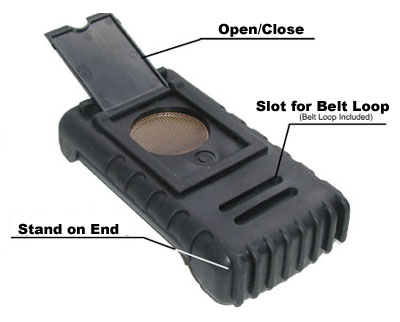 Open/Close
Slot for Belt Loop
(Belt Loop Included)
Stand on End